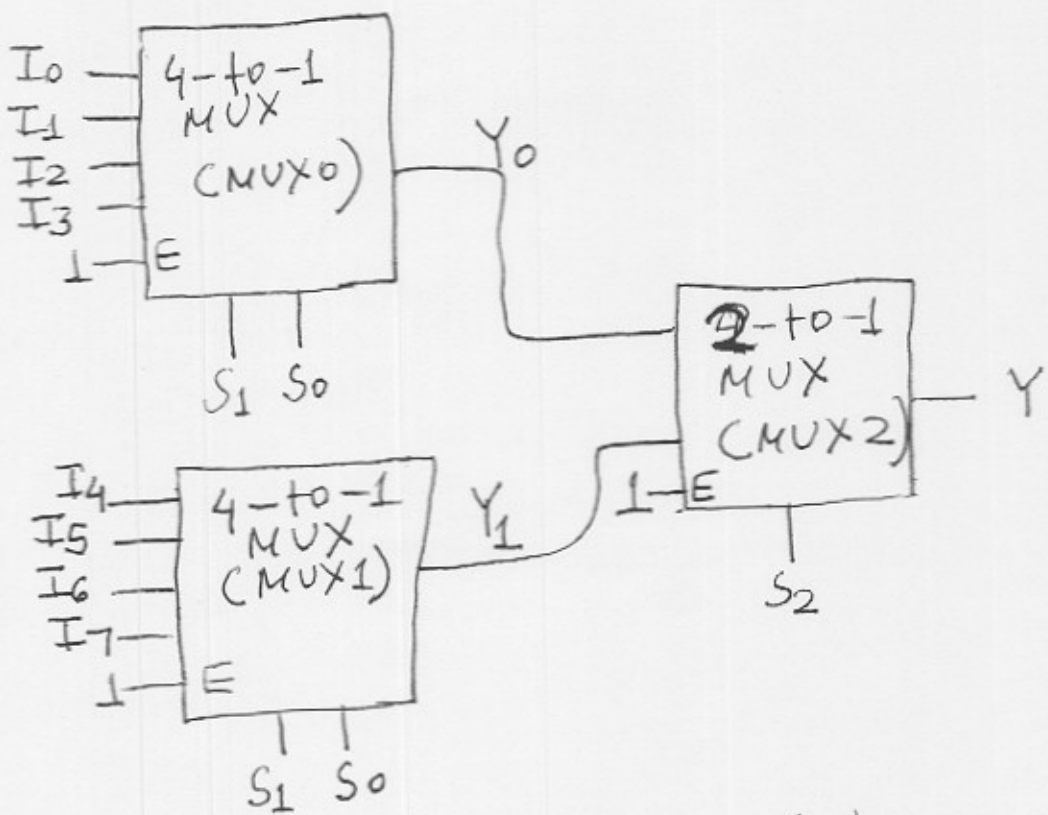 I0
I1
I2
I3
1
E
4-to-1
MUX
(MUX0)
S1 S0
Y0
I4
I5
I6
I7
1
E
4-to-1
MUX
(MUX1)
S1 S0
Y1
2-to-1
MUX
(MUX2)
1
E
S2
Y